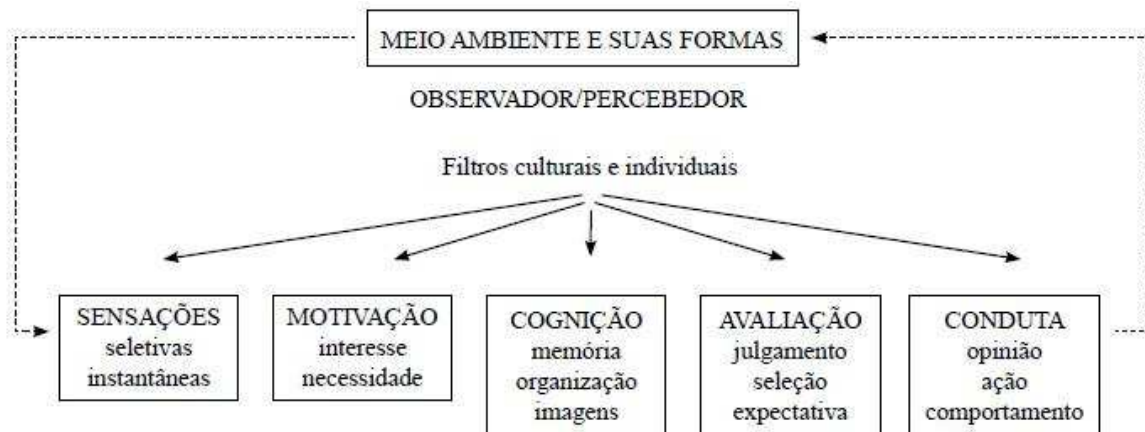 MEIO AMBIENTE E SUAS FORMAS
OBSERVADOR/PERCEBEDOR
Filtros culturais e individuais
SENSAÇÕES
seletivas
instantâneas
MOTIVAÇÃO
interesse
necessidade
COGNIÇÃO
memória
organização
imagens
AVALIAÇÃO
julgamento
seleção
expectativa
CONDUTA
opinião
ação
comportamento